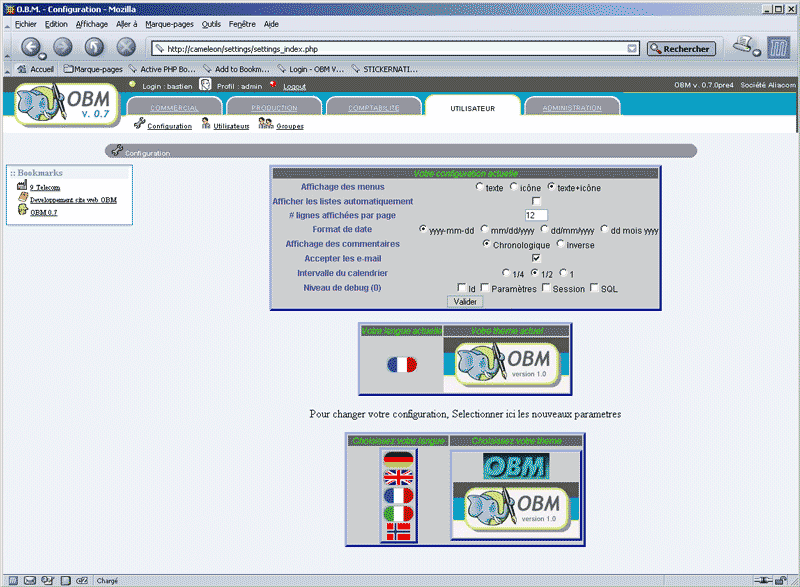 O.B.M. - Configuration - Mozilla
Fichier Edition Affichage Aller à Marque-pages Outils Fenêtre Aide
http://cameleon/settings/settings_index.php Rechercher
Accueil Marque-pages Active PHP Bo... Add to Bookm... Login - OBM V... STICKERNATI...
Login : bastien Profil : admin Logout OBM v. 0.7.0pre4 Société Aliacom
OBM
v. 0.7
COMMERCIAL PRODUCTION COMPTABILITE UTILISATEUR ADMINISTRATION
Configuration Utilisateurs Groupes
Configuration
:: Bookmarks
9 Telecom
Developpement site web OBM
OBM 0.7
Votre configuration actuelle
Affichage des menus texte icône texte+icône
Afficher les listes automatiquement
# lignes affichées par page 12
Format de date yyyy-mm-dd mm/dd/yyyy dd/mm/yyyy dd mois yyyy
Affichage des commentaires Chronologique Inverse
Accepter les e-mail
Intervalle du calendrier 1/4 1/2 1
Niveau de debug (0) Id Paramètres Session SQL
Valider
Votre langue actuelle Votre theme actuel
OBM
version 1.0
Pour changer votre configuration, Selectionner ici les nouveaux parametres
Choisissez votre langue Choisissez votre theme
OBM
OBM
version 1.0
Chargé